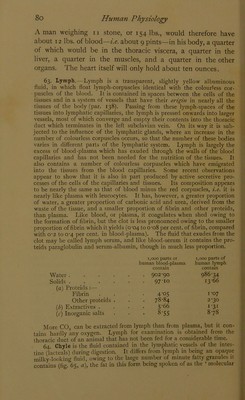 80 Human Physiology
A man weighing 11 stone, or 154 lbs., would therefore have
about 12 lbs. of blood—i.e. about 9 pints—in his body, a quarter
of which would be in the thoracic viscera, a quarter in the
liver, a quarter in the muscles, and a quarter in the other
organs. The heart itself will only hold about ten ounces.
63. Lymph.—Lymph is a transparent, slightly yellow albuminous
fluid, in which float lymph-corpuscles identical with the colourless cor-
puscles of the blood. It is contained in spaces between the cells of the
tissues and in a system of vessels that have their origin in nearly all the
tissues of the body (par. 138). Passing from these lymph-spaces of the
tissues into lymphatic capillaries, the lymph is pressed onwards into larger
vessels, most of which converge and empty their contents into the thoracic
duct which terminates in the great veins of the neck. In its course it is sub-
jected to the influence of the lymphatic glands, where an increase in the
number of colourless corpuscles occurs, so that the number of these bodies
varies in different parts of the lymphatic system. Lymph is largely the
excess of blood-plasma which has exuded through the walls of the blood
capillaries and has not been needed for the nutrition of the tissues. It
also contains a number of colourless corpuscles which have emigrated
into the tissues from the blood capillaries. Some recent observations
appear to show that it is also in part produced by active secretive pro-
cesses of the cells of the capillaries and tissues. Its composition appears
to be nearly the same as that of blood minus the red corpuscles, i.e. it is
nearly like plasma with leucocytes. It has, however, a greater proportion
of water, a greater proportion of carbonic acid and urea, derived from the
waste of the tissue, and a smaller proportion of fibrin and other proteids,
than plasma. Like blood, or plasma, it coagulates when shed owing to
the formation of fibrin, but the clot is less pronounced owing to the smaller
proportion of fibrin which it yields (0·04 to 0·08 per cent. of fibrin, compared
with 0·2 to 0·4 per cent. in blood-plasma). The fluid that exudes from the
clot may be called lymph serum, and like blood-serum it contains the pro-
teids paraglobulin and serum albumin, though in much less proportion.
1,000 parts of human blood-plasma contain 1,000 parts of human lymph contain
Water . . . . 902·90 986·34
Solids . . . . 97·10 13·66
(a) Proteids—
Fibrin . . . 4·05 1·07
Other proteids . . 78·84 2·30
(b) Extractives . . . 5·66 1·31
(c) Inorganic salts . . 8·55 8·78
More CO₂ can be extracted from lymph than from plasma, but it con-
tains hardly any oxygen. Lymph for examination is obtained from the
thoracic duct of an animal that has not been fed for a considerable time.
64. Chyle is the fluid contained in the lymphatic vessels of the intes-
tine (lacteals) during digestion. It differs from lymph in being an opaque
milky-looking fluid, owing to the large number of minute fatty granules it
contains (fig. 65, a), the fat in this form being spoken of as the 'molecular